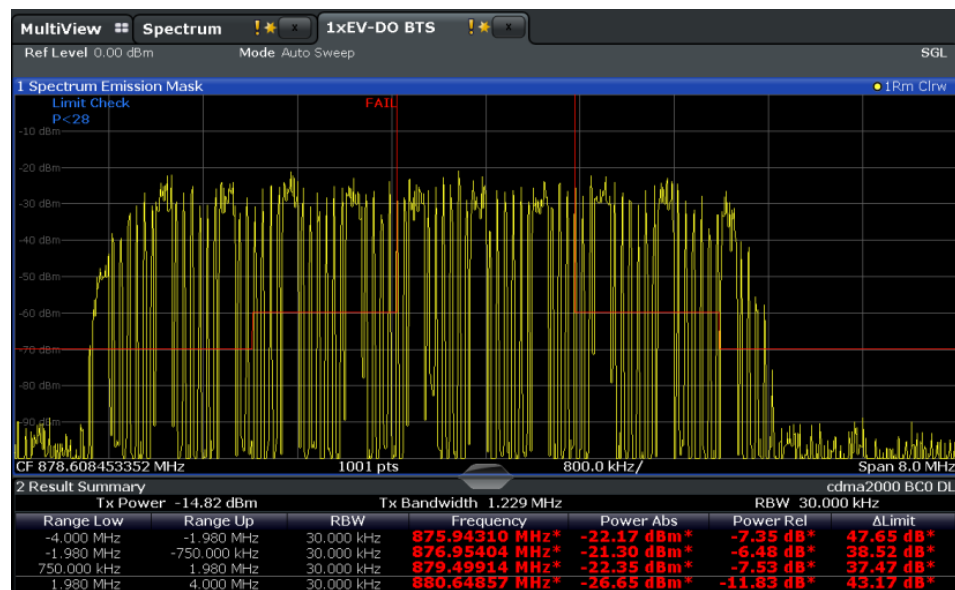 MultiView Spectrum ! x 1xEV-DO BTS ! x
Ref Level 0.00 dBm Mode Auto Sweep SGL
1 Spectrum Emission Mask 1Rm Clrw
Limit Check FAIL
P<28
-10 dBm
-20 dBm
-30 dBm
-40 dBm
-50 dBm
-60 dBm
-70 dBm
-80 dBm
-90 dBm
CF 878.608453352 MHz 1001 pts 800.0 kHz/ Span 8.0 MHz
2 Result Summary cdma2000 BC0 DL
Tx Power -14.82 dBm Tx Bandwidth 1.229 MHz RBW 30.000 kHz
Range Low Range Up RBW Frequency Power Abs Power Rel ΔLimit
-4.000 MHz -1.980 MHz 30.000 kHz 875.94310 MHz* -22.17 dBm* -7.35 dB* 47.65 dB*
-1.980 MHz -750.000 kHz 30.000 kHz 876.95404 MHz* -21.30 dBm* -6.48 dB* 38.52 dB*
750.000 kHz 1.980 MHz 30.000 kHz 879.49914 MHz* -22.35 dBm* -7.53 dB* 37.47 dB*
1.980 MHz 4.000 MHz 30.000 kHz 880.64857 MHz* -26.65 dBm* -11.83 dB* 43.17 dB*